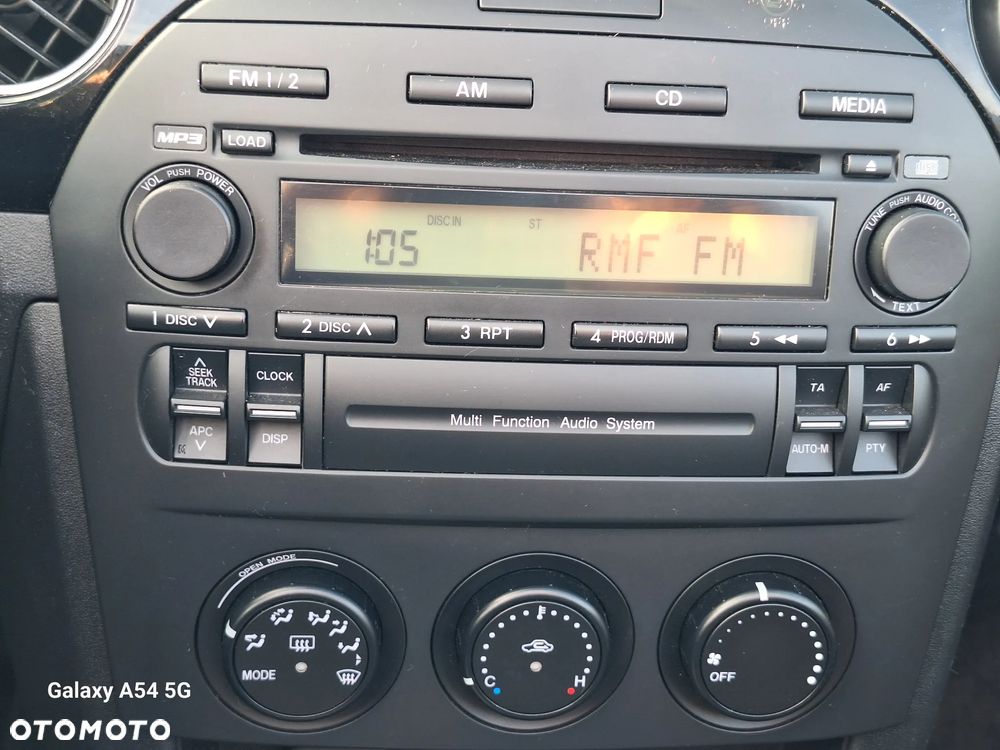 OFF
FM 1/2 AM CD MEDIA
MP3 LOAD
VOL PUSH POWER
TUNE PUSH AUDIO CO
DISC IN ST AF
1:05 RMF FM
TEXT
1 DISC 2 DISC 3 RPT 4 PROG/RDM 5 6
SEEK
TRACK
CLOCK
TA
AF
Multi Function Audio System
APC
DISP
AUTO-M
PTY
OPEN MODE
MODE
C H
OFF
Galaxy A54 5G
OTOMOTO